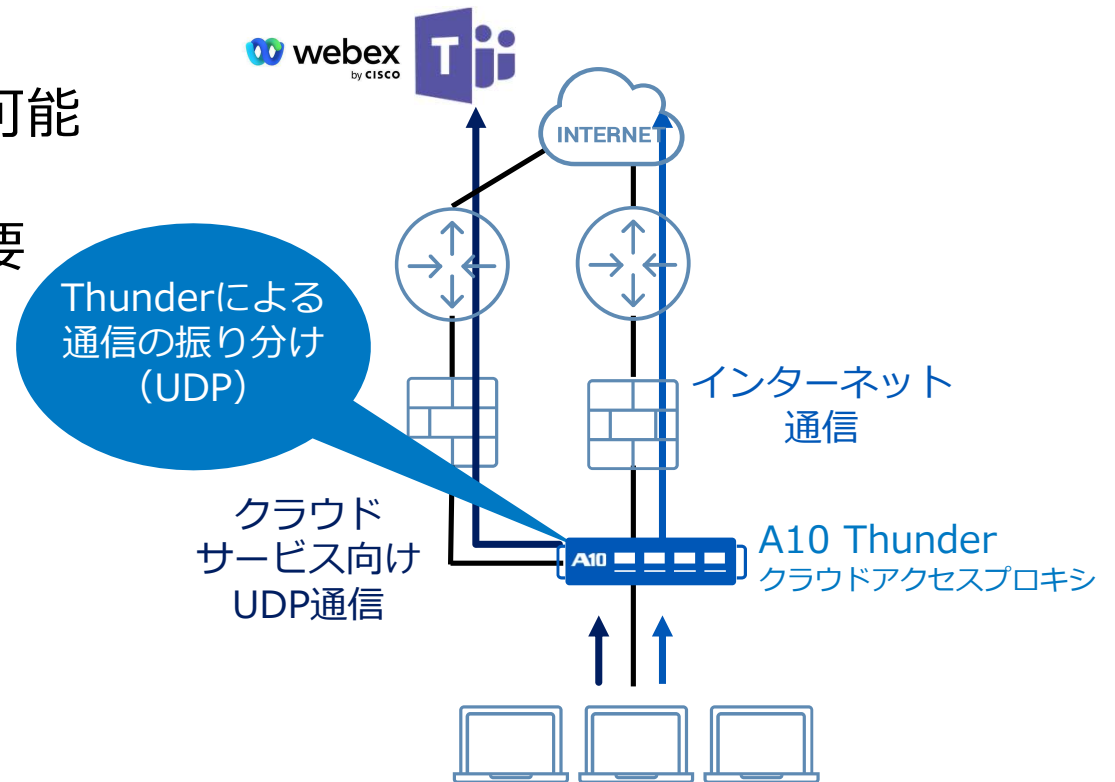 webex
by CISCO
T
可能
INTERNET
要
Thunderによる
通信の振り分け
（UDP）
インターネット
通信
クラウド
サービス向け
UDP通信
A10
A10 Thunder
クラウドアクセスプロキシ